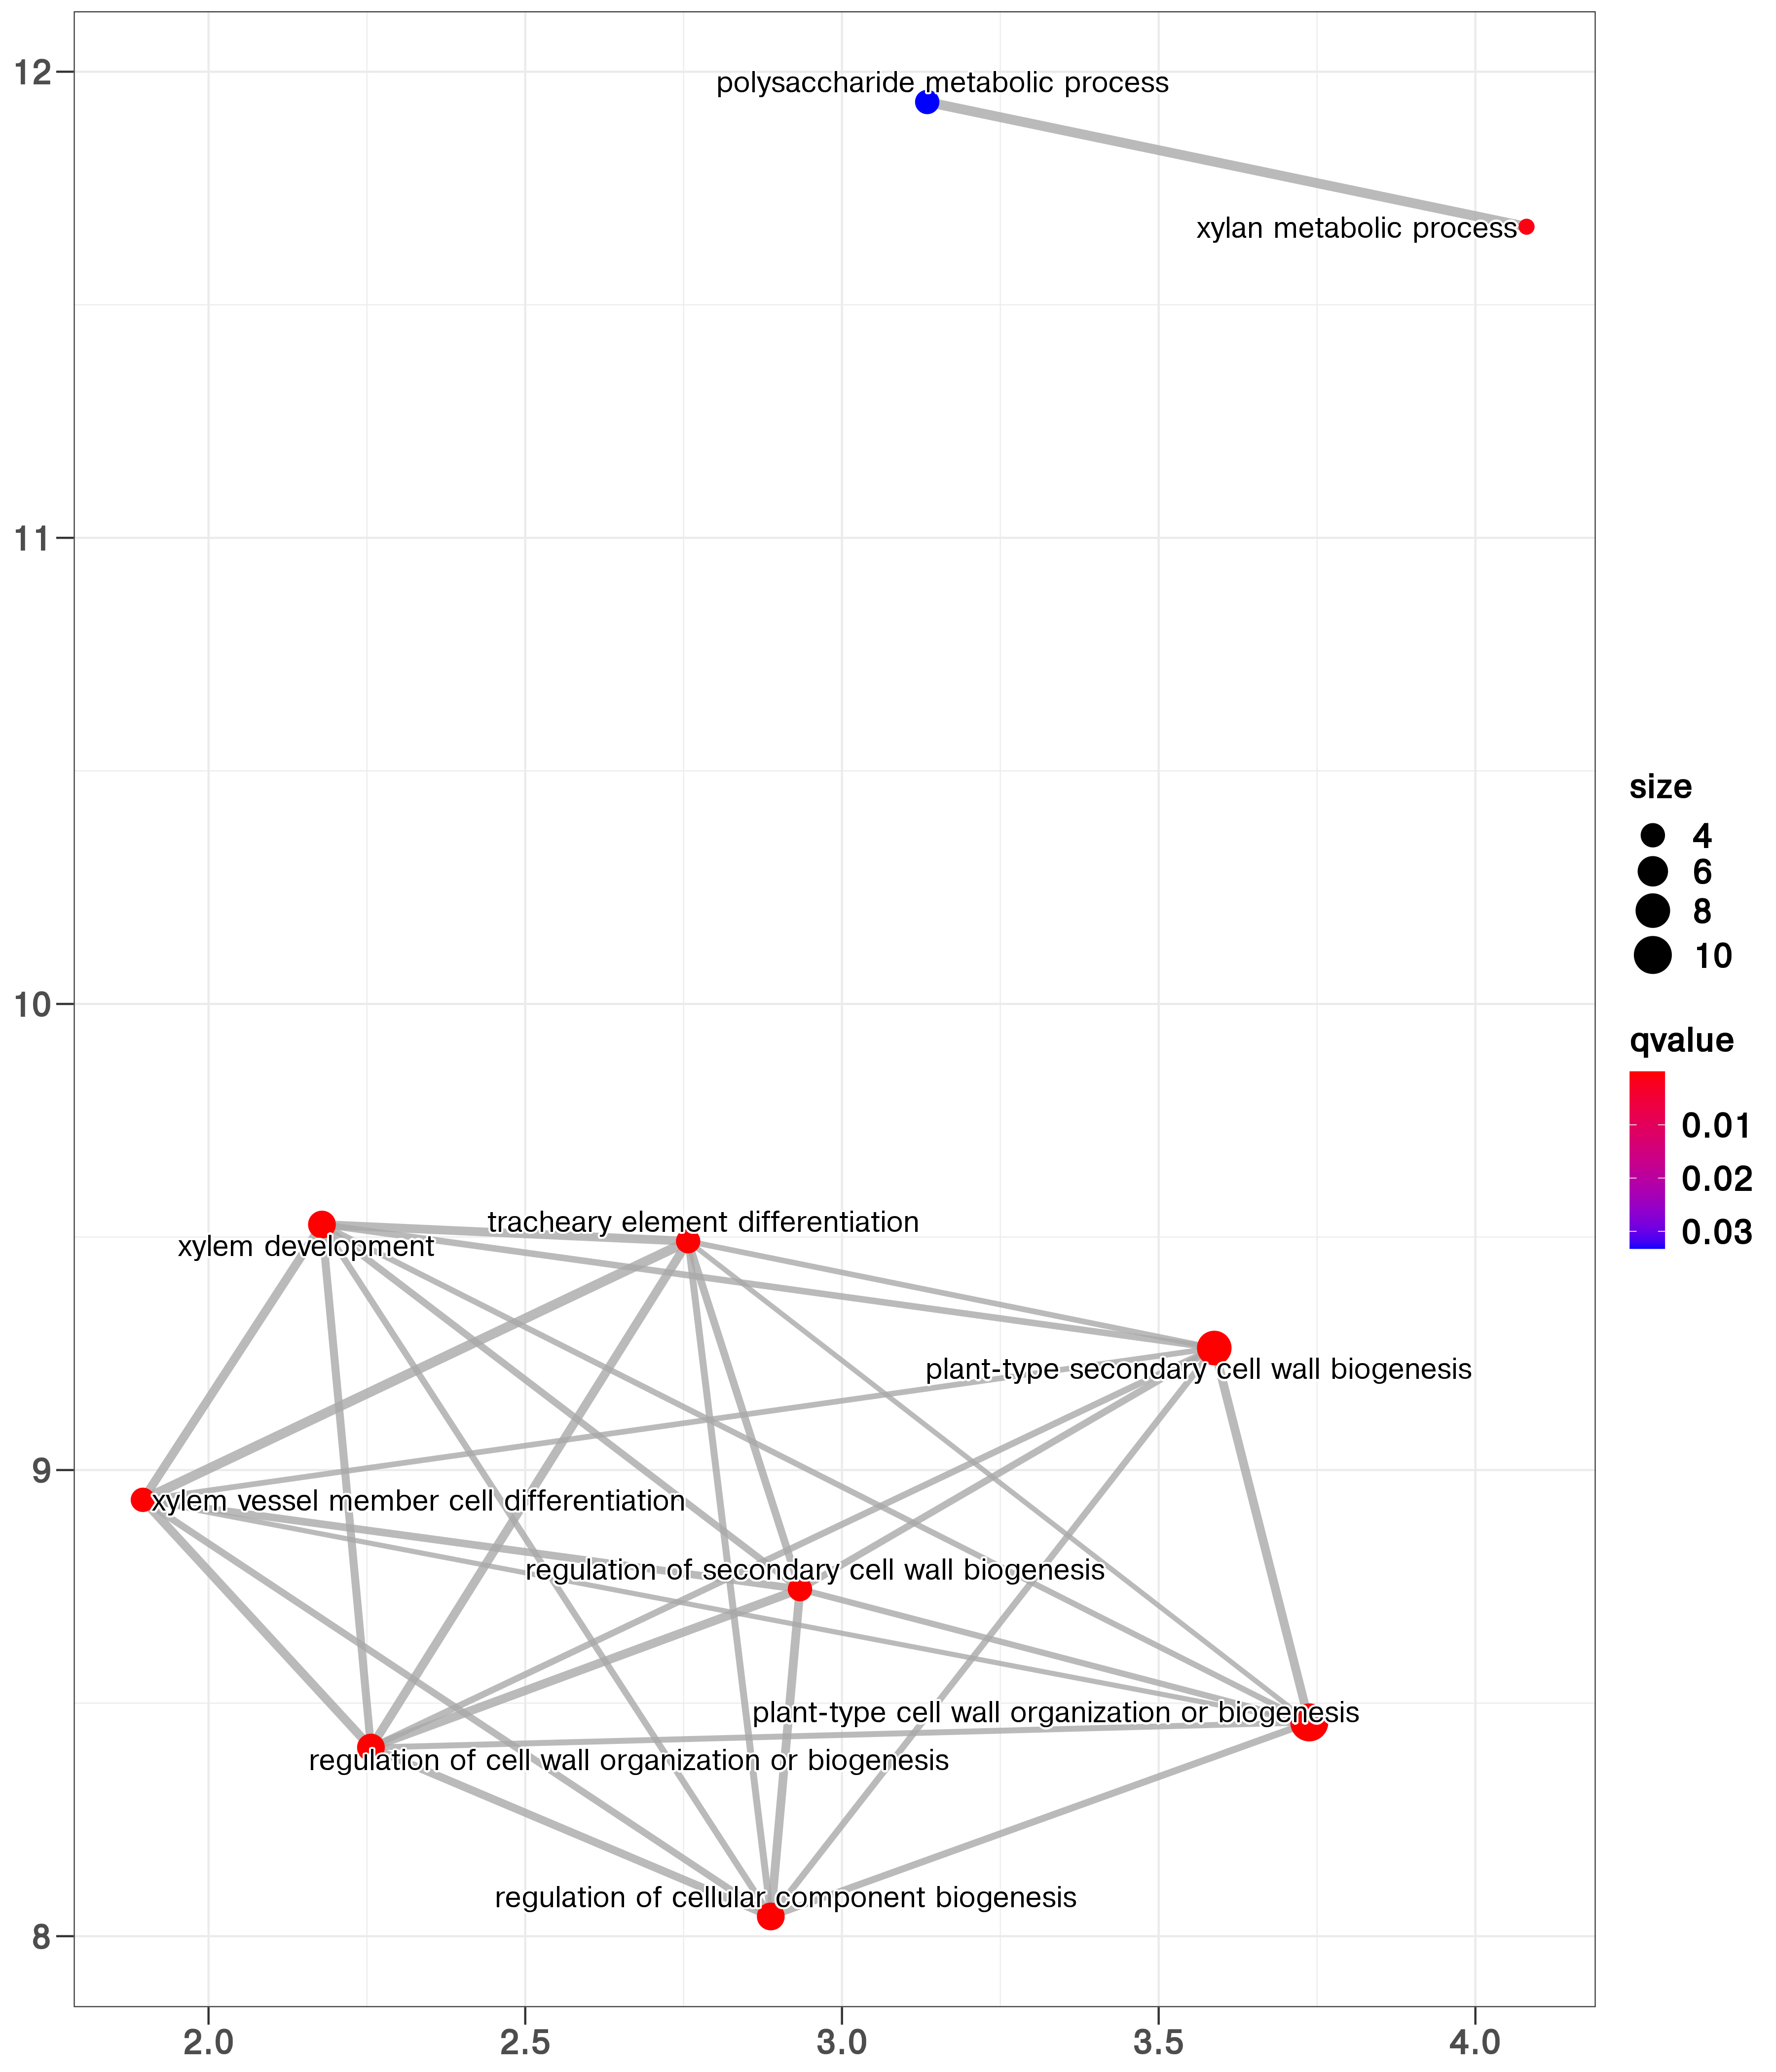 12
polysaccharide metabolic process
xylan metabolic process
11
size
4
6
8
10
10
qvalue
0.01
0.02
0.03
xylem development
tracheary element differentiation
plant-type secondary cell wall biogenesis
9
xylem vessel member cell differentiation
regulation of secondary cell wall biogenesis
plant-type cell wall organization or biogenesis
regulation of cell wall organization or biogenesis
regulation of cellular component biogenesis
8
2.0 2.5 3.0 3.5 4.0